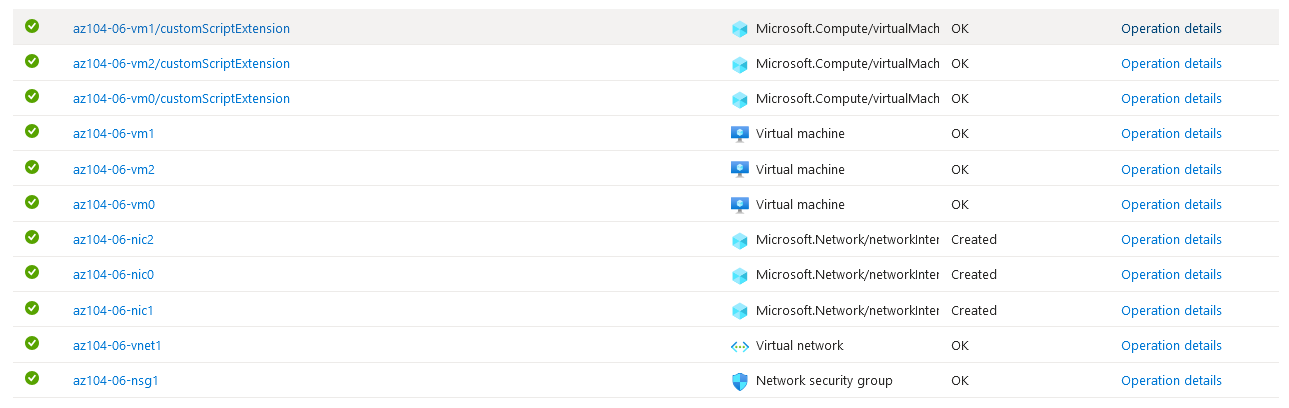 az104-06-vm1/customScriptExtension Microsoft.Compute/virtualMach OK Operation details
az104-06-vm2/customScriptExtension Microsoft.Compute/virtualMach OK Operation details
az104-06-vm0/customScriptExtension Microsoft.Compute/virtualMach OK Operation details
az104-06-vm1 Virtual machine OK Operation details
az104-06-vm2 Virtual machine OK Operation details
az104-06-vm0 Virtual machine OK Operation details
az104-06-nic2 Microsoft.Network/networkInter Created Operation details
az104-06-nic0 Microsoft.Network/networkInter Created Operation details
az104-06-nic1 Microsoft.Network/networkInter Created Operation details
az104-06-vnet1 Virtual network OK Operation details
az104-06-nsg1 Network security group OK Operation details